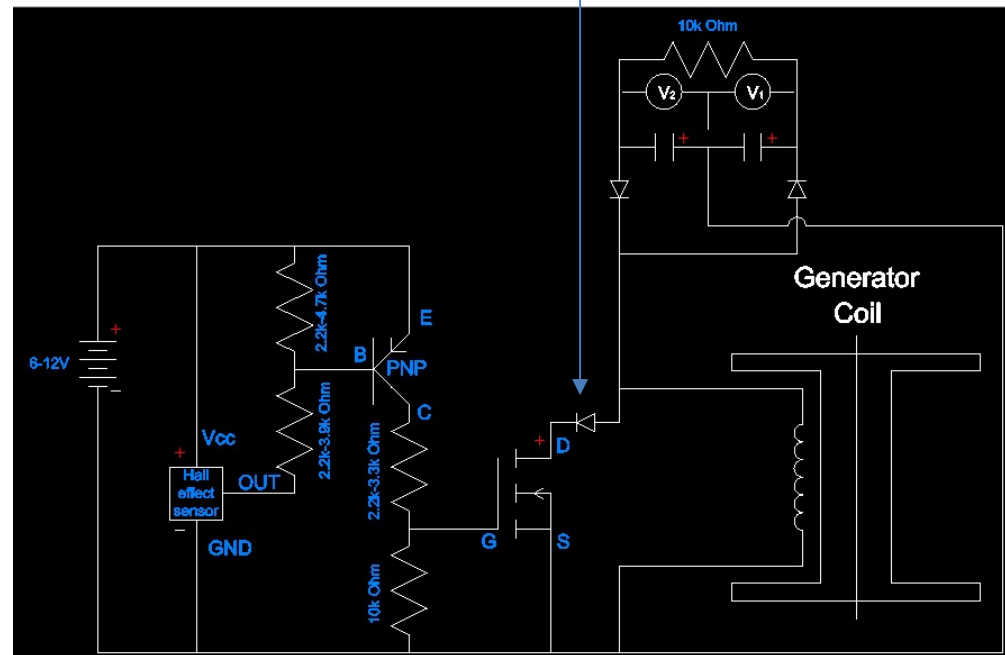 10k Ohm
V2
V1
+
+
Generator
Coil
2.2k-4.7k Ohm
E
+
6-12V
-
B
PNP
2.2k-3.9k Ohm
C
Vcc
+
+
D
2.2k-3.3k Ohm
Hall
effect
sensor
OUT
-
G
S
GND
10k Ohm